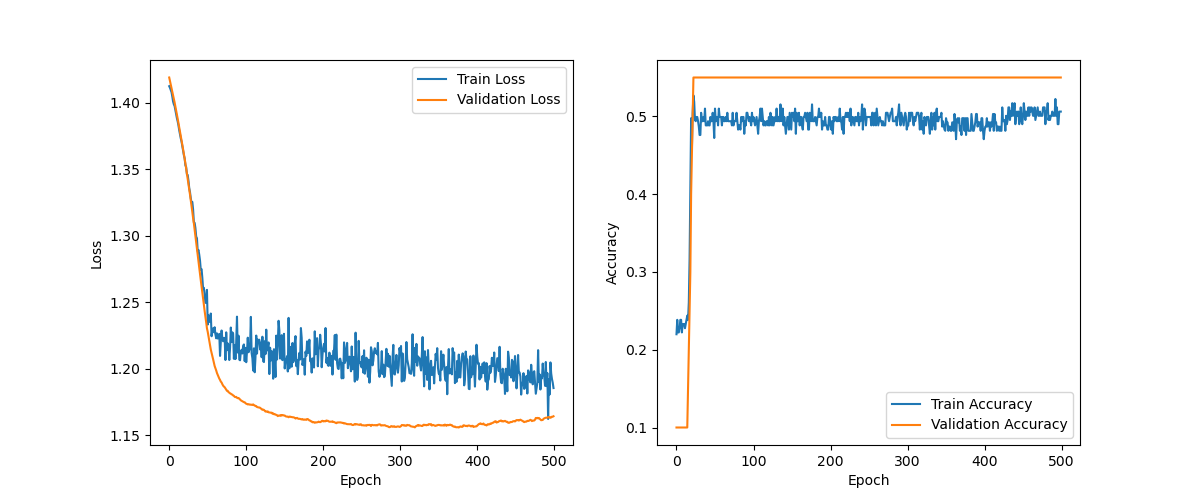 1.40
1.35
1.30
1.25
1.20
1.15
0
100
200
300
400
500
Epoch
Loss
Train Loss
Validation Loss
0.5
0.4
0.3
0.2
0.1
0
100
200
300
400
500
Epoch
Accuracy
Train Accuracy
Validation Accuracy